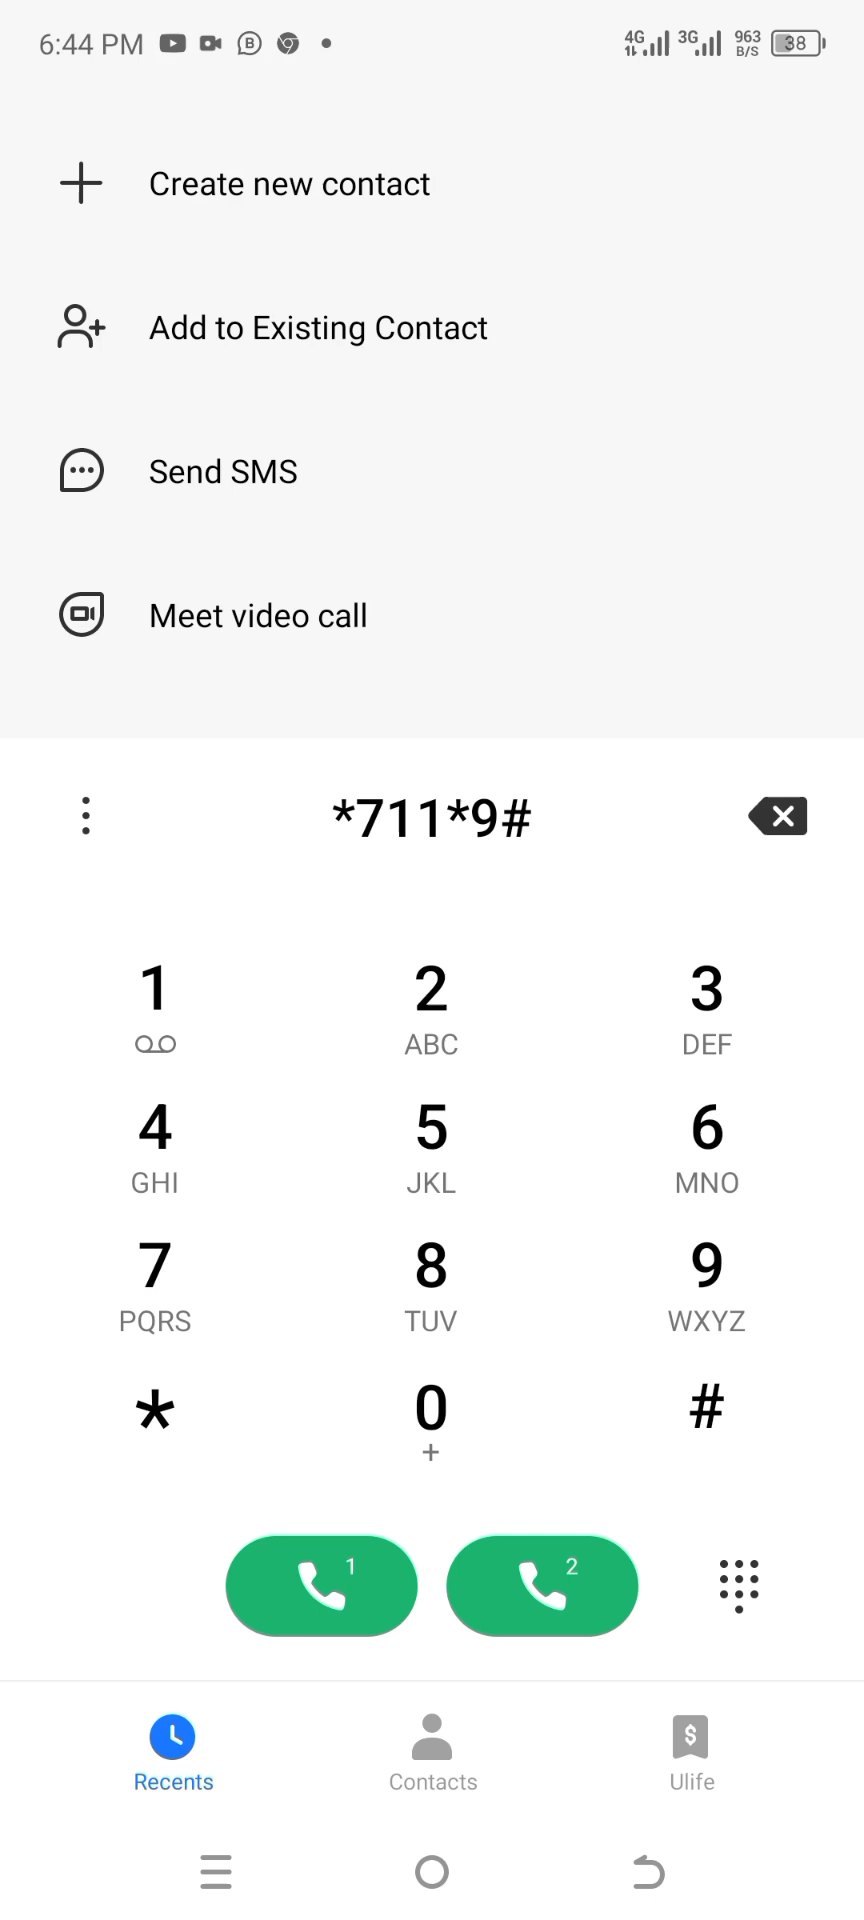 6:44 PM 4G 3G 963 B/S 38
Create new contact
Add to Existing Contact
Send SMS
Meet video call
*711*9#
1 2 3
ABC DEF
4 5 6
GHI JKL MNO
7 8 9
PQRS TUV WXYZ
* 0 #
+
1 2
Recents Contacts Ulife